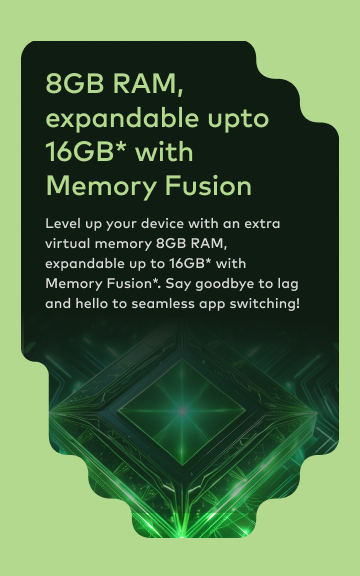 8GB RAM,
expandable upto
16GB* with
Memory Fusion
Level up your device with an extra
virtual memory 8GB RAM,
expandable up to 16GB* with
Memory Fusion*. Say goodbye to lag
and hello to seamless app switching!